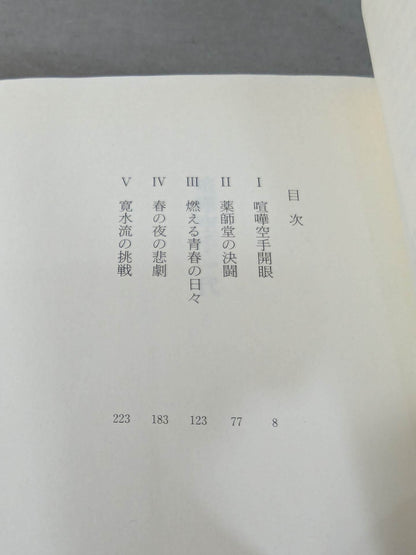 目次
I 喧嘩空手開眼 8
II 薬師堂の決闘 77
III 燃える青春の日々 123
IV 春の夜の悲劇 183
V 寛水流の挑戦 223